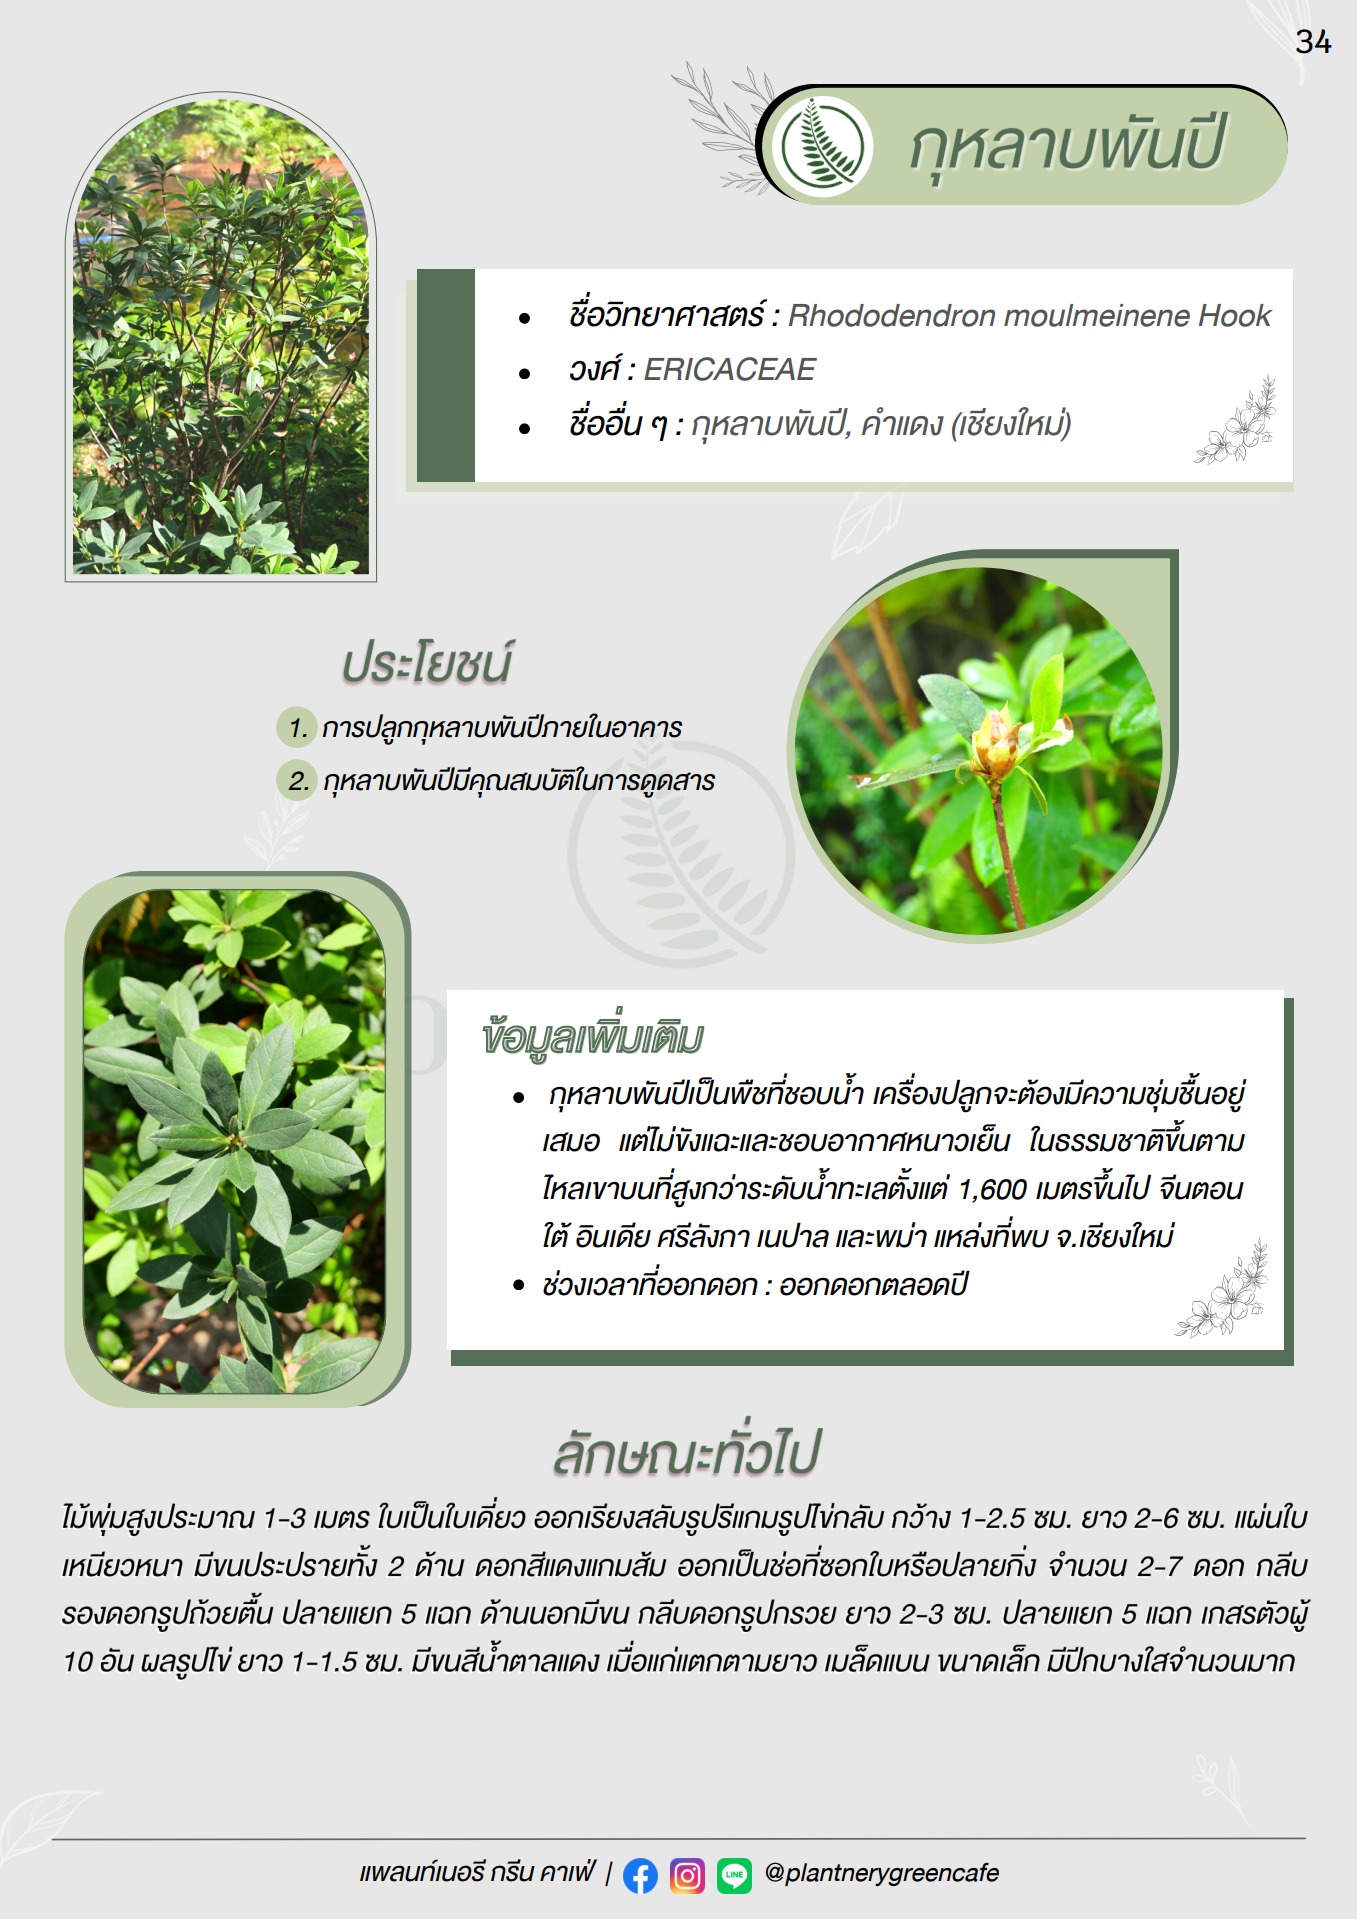 34
กุหลาบพันปี
ชื่อวิทยาศาสตร์ : Rhododendron moulmeinene Hook
วงศ์ : ERICACEAE
ชื่ออื่น ๆ : กุหลาบพันปี, คำแดง (เชียงใหม่)
ประโยชน์
1. การปลูกกุหลาบพันปีภายในอาคาร
2. กุหลาบพันปีมีคุณสมบัติในการดูดสาร
ข้อมูลเพิ่มเติม
กุหลาบพันปีเป็นพืชที่ชอบน้ำ เครื่องปลูกจะต้องมีความชุ่มชื้นอยู่
เสมอ แต่ไม่ขังแฉะและชอบอากาศหนาวเย็น ในธรรมชาติขึ้นตาม
ไหลเขาบนที่สูงกว่าระดับน้ำทะเลตั้งแต่ 1,600 เมตรขึ้นไป จีนตอน
ใต้ อินเดีย ศรีลังกา เนปาล และพม่า แหล่งที่พบ จ.เชียงใหม่
ช่วงเวลาที่ออกดอก : ออกดอกตลอดปี
ลักษณะทั่วไป
ไม้พุ่มสูงประมาณ 1-3 เมตร ใบเป็นใบเดี่ยว ออกเรียงสลับรูปรีแกมรูปไข่กลับ กว้าง 1-2.5 ซม. ยาว 2-6 ซม. แผ่นใบ
เหนียวหนา มีขนประปรายทั้ง 2 ด้าน ดอกสีแดงแกมส้ม ออกเป็นช่อที่ซอกใบหรือปลายกิ่ง จำนวน 2-7 ดอก กลีบ
รองดอกรูปถ้วยตื้น ปลายแยก 5 แฉก ด้านนอกมีขน กลีบดอกรูปกรวย ยาว 2-3 ซม. ปลายแยก 5 แฉก เกสรตัวผู้
10 อัน ผลรูปไข่ ยาว 1-1.5 ซม. มีขนสีน้ำตาลแดง เมื่อแก่แตกตามยาว เมล็ดแบน ขนาดเล็ก มีปีกบางใสจำนวนมาก
แพลนท์เนอรี กรีน คาเฟ่ | LINE @plantnerygreencafe